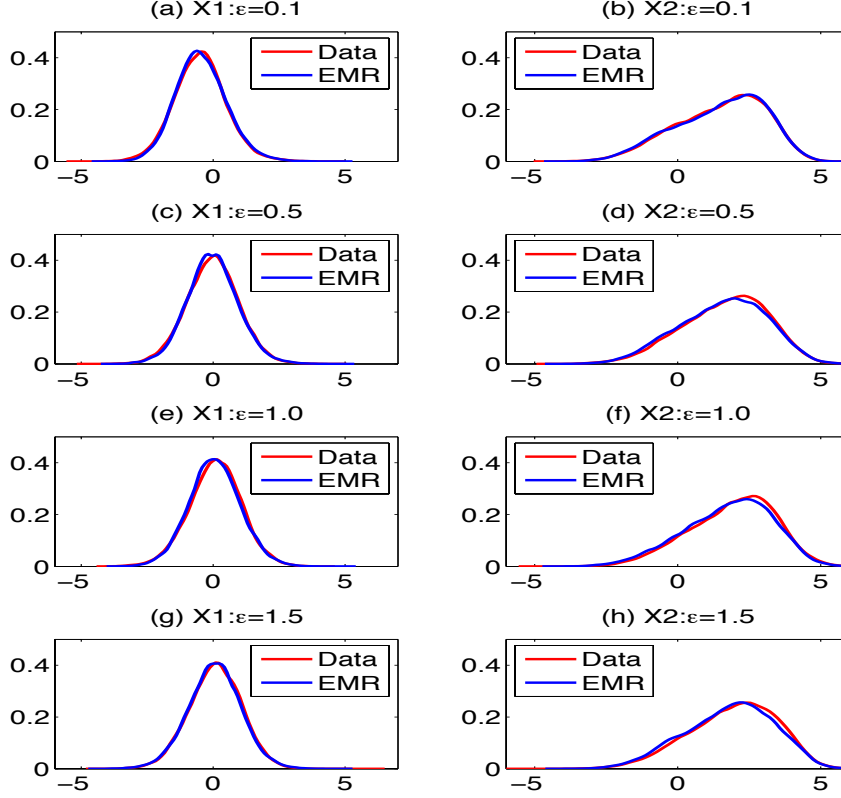 (a) X1:ε=0.1
(b) X2:ε=0.1
0.4
0.2
0
Data
EMR
−5
0
5
0.4
0.2
0
Data
EMR
−5
0
5
(c) X1:ε=0.5
(d) X2:ε=0.5
0.4
0.2
0
Data
EMR
−5
0
5
0.4
0.2
0
Data
EMR
−5
0
5
(e) X1:ε=1.0
(f) X2:ε=1.0
0.4
0.2
0
Data
EMR
−5
0
5
0.4
0.2
0
Data
EMR
−5
0
5
(g) X1:ε=1.5
(h) X2:ε=1.5
0.4
0.2
0
Data
EMR
−5
0
5
0.4
0.2
0
Data
EMR
−5
0
5